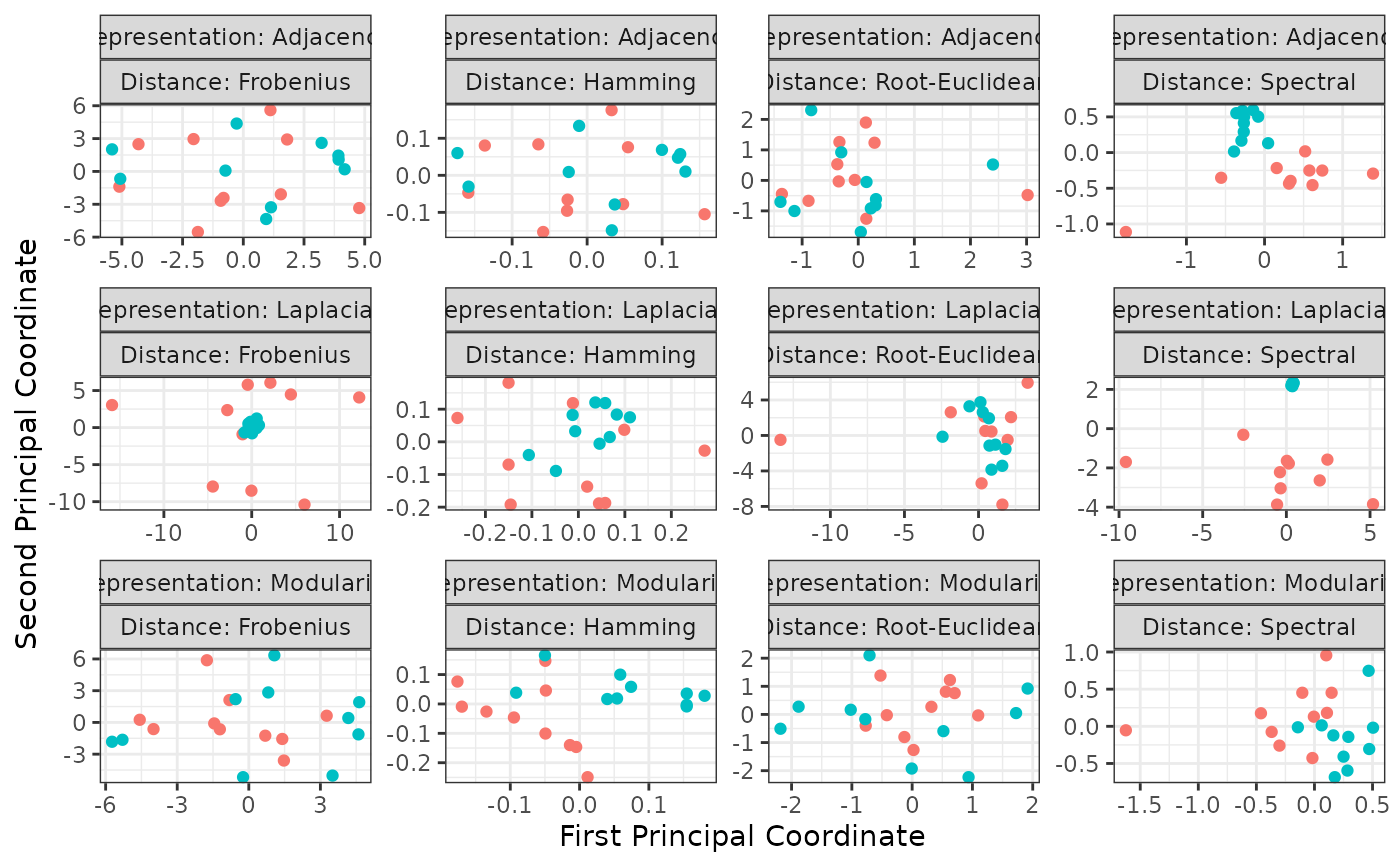 epresentation: Adjacenc
epresentation: Adjacenc
epresentation: Adjacenc
epresentation: Adjacenc
Distance: Frobenius
Distance: Hamming
Distance: Root-Euclidean
Distance: Spectral
6
3
0
-3
-6
-5.0 -2.5 0.0 2.5 5.0
0.1
0.0
-0.1
-0.1 0.0 0.1
2
1
0
-1
-1 0 1 2 3
0.5
0.0
-0.5
-1.0
-1 0 1
epresentation: Laplacia
epresentation: Laplacia
epresentation: Laplacia
epresentation: Laplacia
Distance: Frobenius
Distance: Hamming
Distance: Root-Euclidean
Distance: Spectral
5
0
-5
-10
-10 0 10
0.1
0.0
-0.1
-0.2
-0.2 -0.1 0.0 0.1 0.2
4
0
-4
-8
-10 -5 0
2
0
-2
-4
-10 -5 0 5
epresentation: Modulari
epresentation: Modulari
epresentation: Modulari
epresentation: Modulari
Distance: Frobenius
Distance: Hamming
Distance: Root-Euclidean
Distance: Spectral
6
3
0
-3
-6 -3 0 3
0.1
0.0
-0.1
-0.2
-0.1 0.0 0.1
2
1
0
-1
-2
-2 -1 0 1 2
1.0
0.5
0.0
-0.5
-1.5 -1.0 -0.5 0.0 0.5
First Principal Coordinate
Second Principal Coordinate